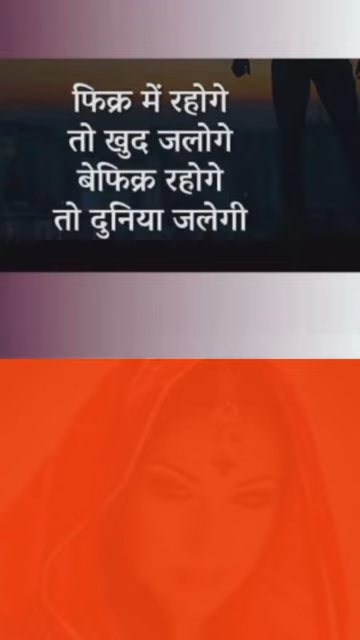 फिक्र में रहोगे
तो खुद जलोगे
बेफिक्र रहोगे
तो दुनिया जलेगी